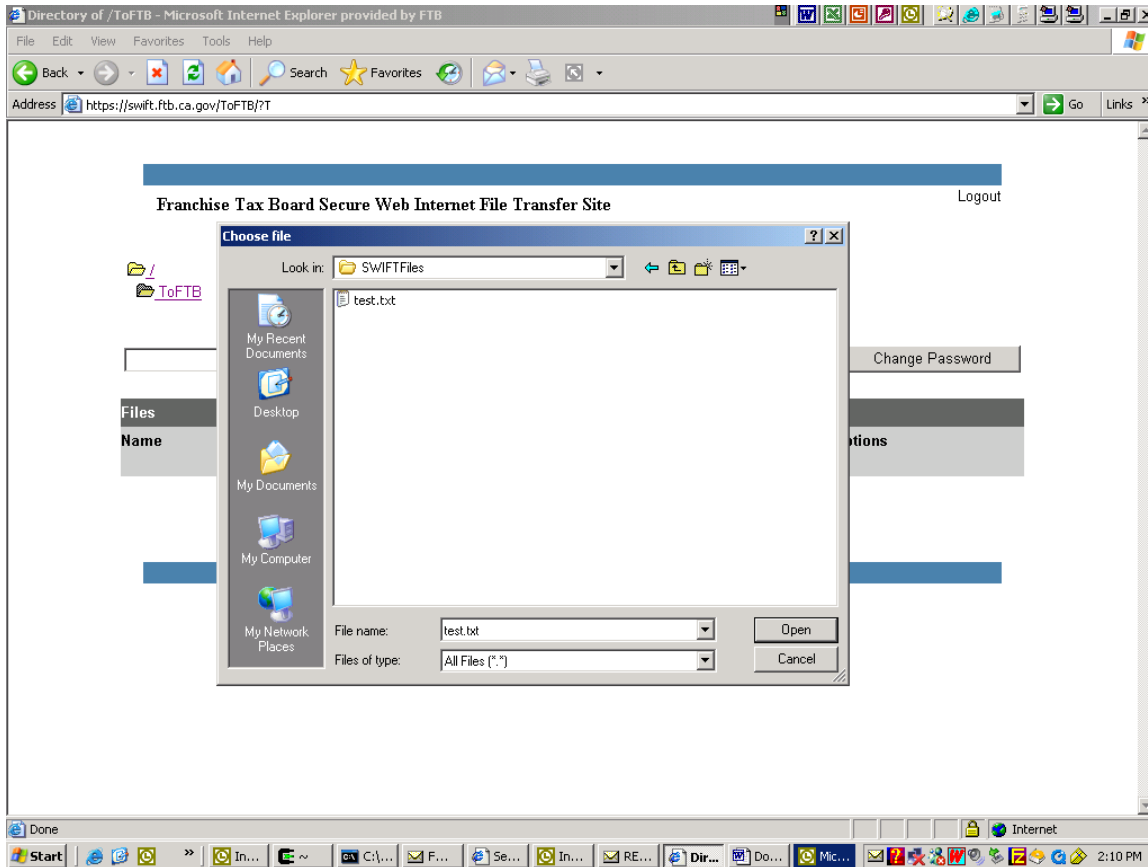 Directory of /ToFTB - Microsoft Internet Explorer provided by FTB
File Edit View Favorites Tools Help
Back Search Favorites
Address https://swift.ftb.ca.gov/ToFTB/?T Go Links »
Logout
Franchise Tax Board Secure Web Internet File Transfer Site
Choose file
Look in: SWIFTFiles
/
ToFTB
test.txt
My Recent
Documents
Change Password
Files
Desktop
Name
ptions
My Documents
My Computer
My Network
Places
File name: test.txt Open
Files of type: All Files (*.*) Cancel
Done Internet
Start » In... ~ C:\... F... Se... In... RE... Dir... Do... Mic... 2:10 PM